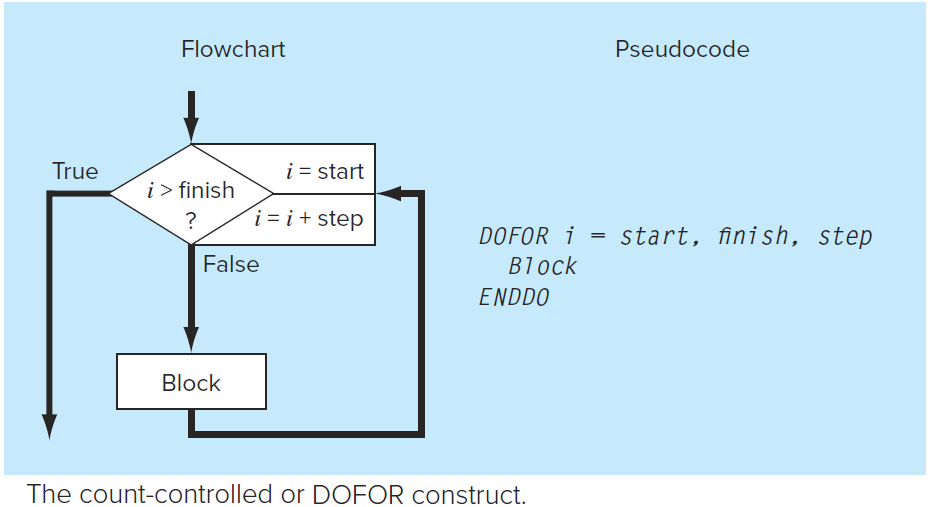 Flowchart
Pseudocode
True
i > finish
?
i = start
i = i + step
False
Block
DOFOR i = start, finish, step
Block
ENDDO
The count-controlled or DOFOR construct.